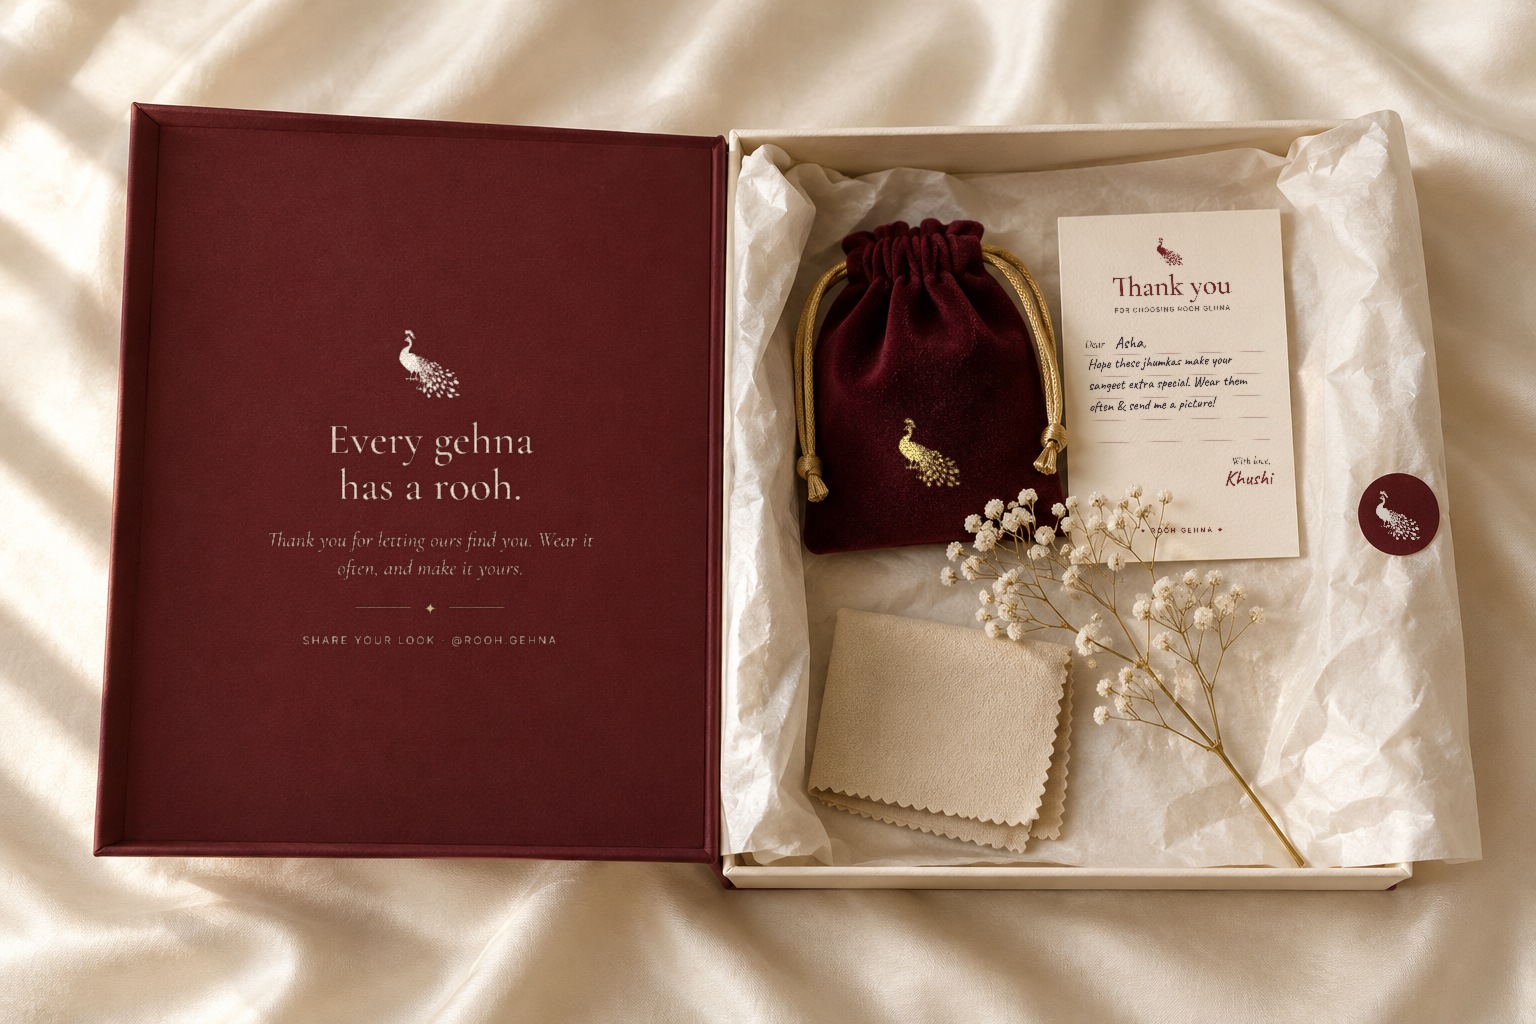 Every gehna
has a rooh.
Thank you for letting ours find you. Wear it
often, and make it yours.
SHARE YOUR LOOK · @ROOH.GEHNA
Thank you
FOR CHOOSING ROOH GEHNA
Dear Asha,
Hope these jhumkas make your
sangeet extra special. Wear them
often & send me a picture!
With love,
Khushi
ROOH GEHNA